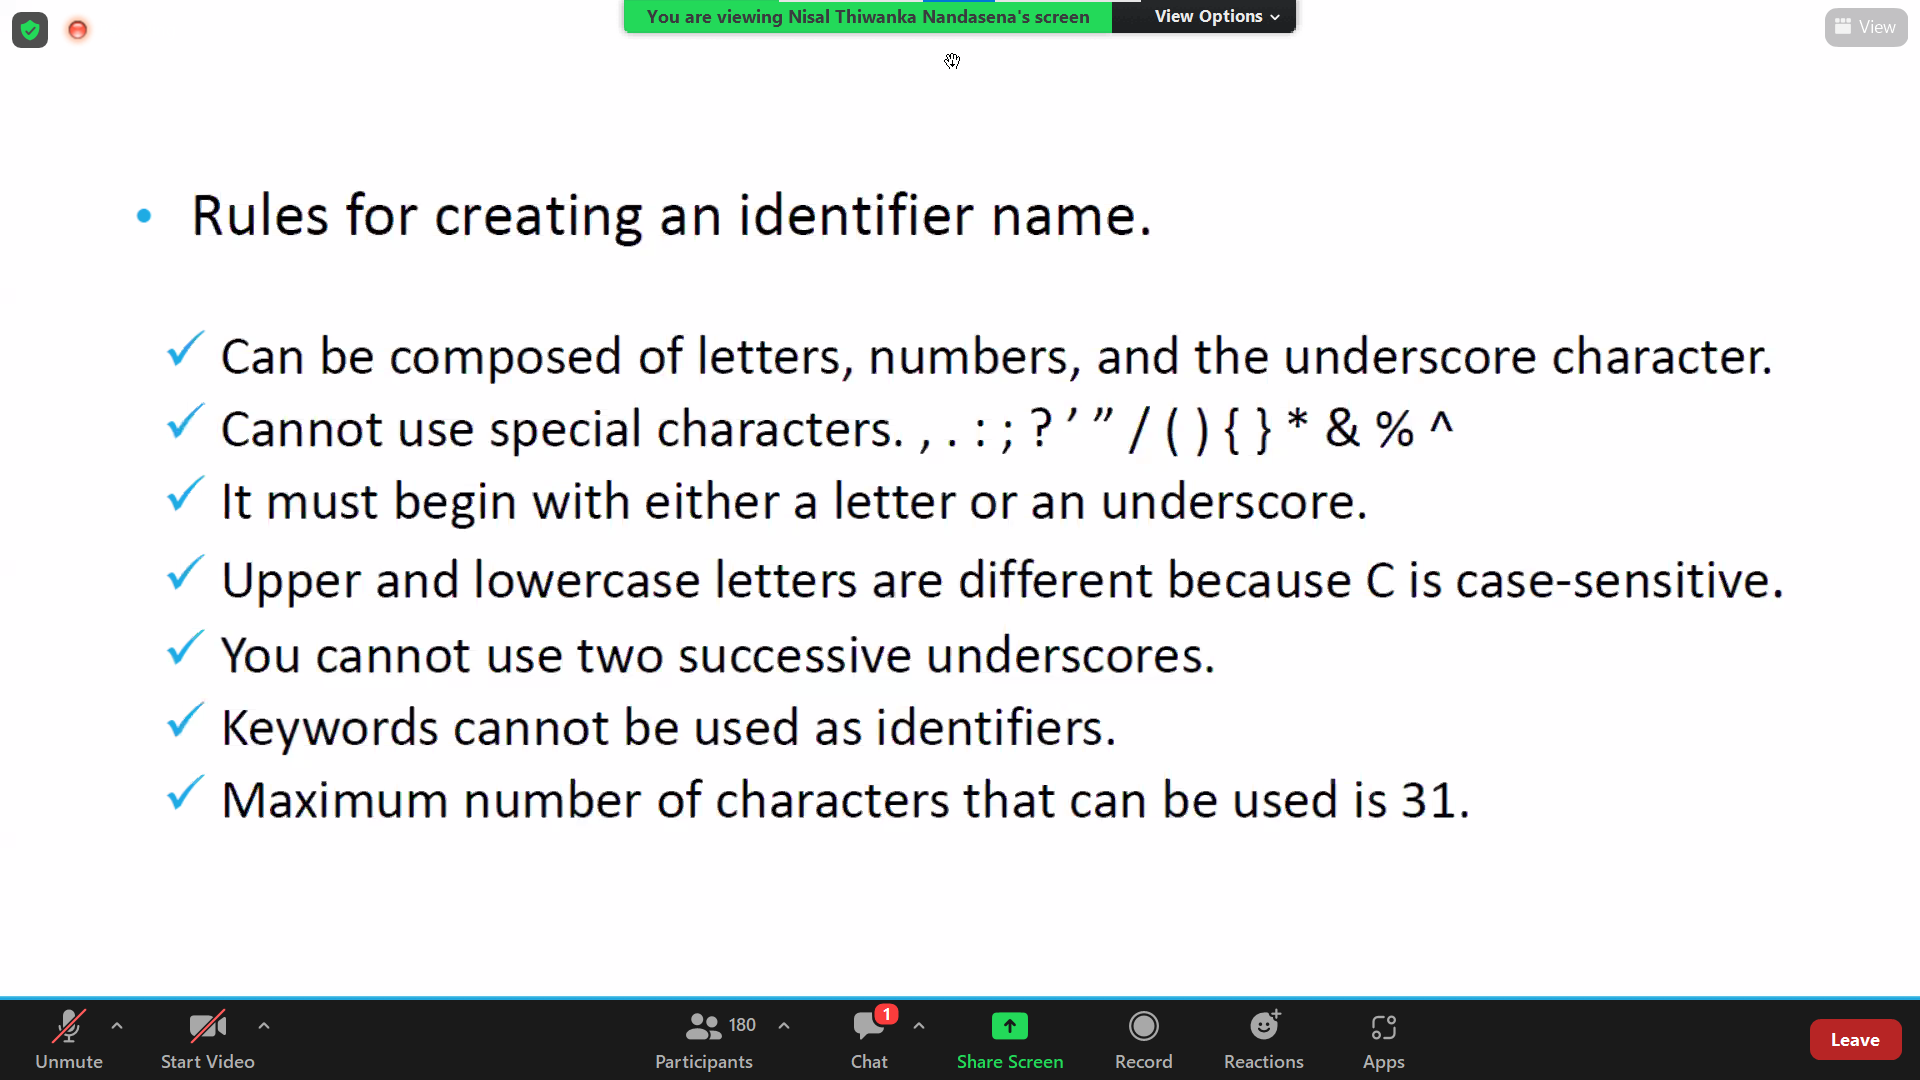 You are viewing Nisal Thiwanka Nandasena's screen
View Options
View
• Rules for creating an identifier name.
✓ Can be composed of letters, numbers, and the underscore character.
✓ Cannot use special characters. , . : ; ? ’ ” / ( ) { } * & % ^
✓ It must begin with either a letter or an underscore.
✓ Upper and lowercase letters are different because C is case-sensitive.
✓ You cannot use two successive underscores.
✓ Keywords cannot be used as identifiers.
✓ Maximum number of characters that can be used is 31.
180
1
Unmute
Start Video
Participants
Chat
Share Screen
Record
Reactions
Apps
Leave